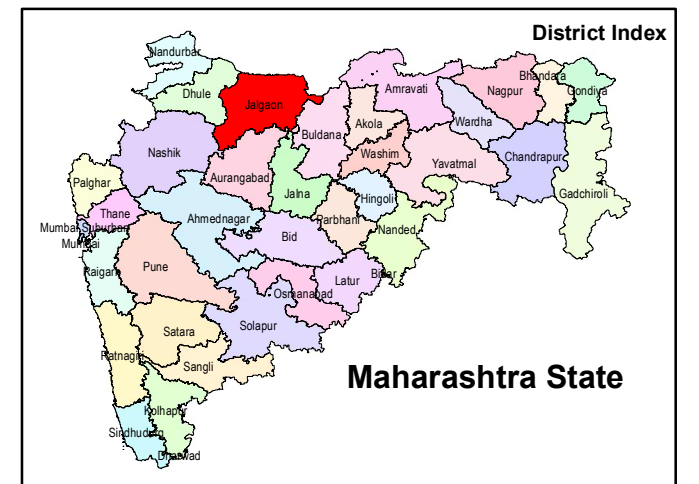 District Index
Nandurbar
Bhandara
Dhule
Jalgaon
Amravati
Nagpur
Gondiya
Buldana
Akola
Wardha
Nashik
Washim
Yavatmal
Chandrapur
Palghar
Aurangabad
Jalna
Hingoli
Gadchiroli
Thane
Ahmednagar
Parbhani
Mumbai Suburban
Mumbai
Bid
Nanded
Raigarh
Pune
Latur
Bidar
Osmanabad
Satara
Solapur
Ratnagiri
Sangli
Maharashtra State
Kolhapur
Sindhudurg
Dharwad